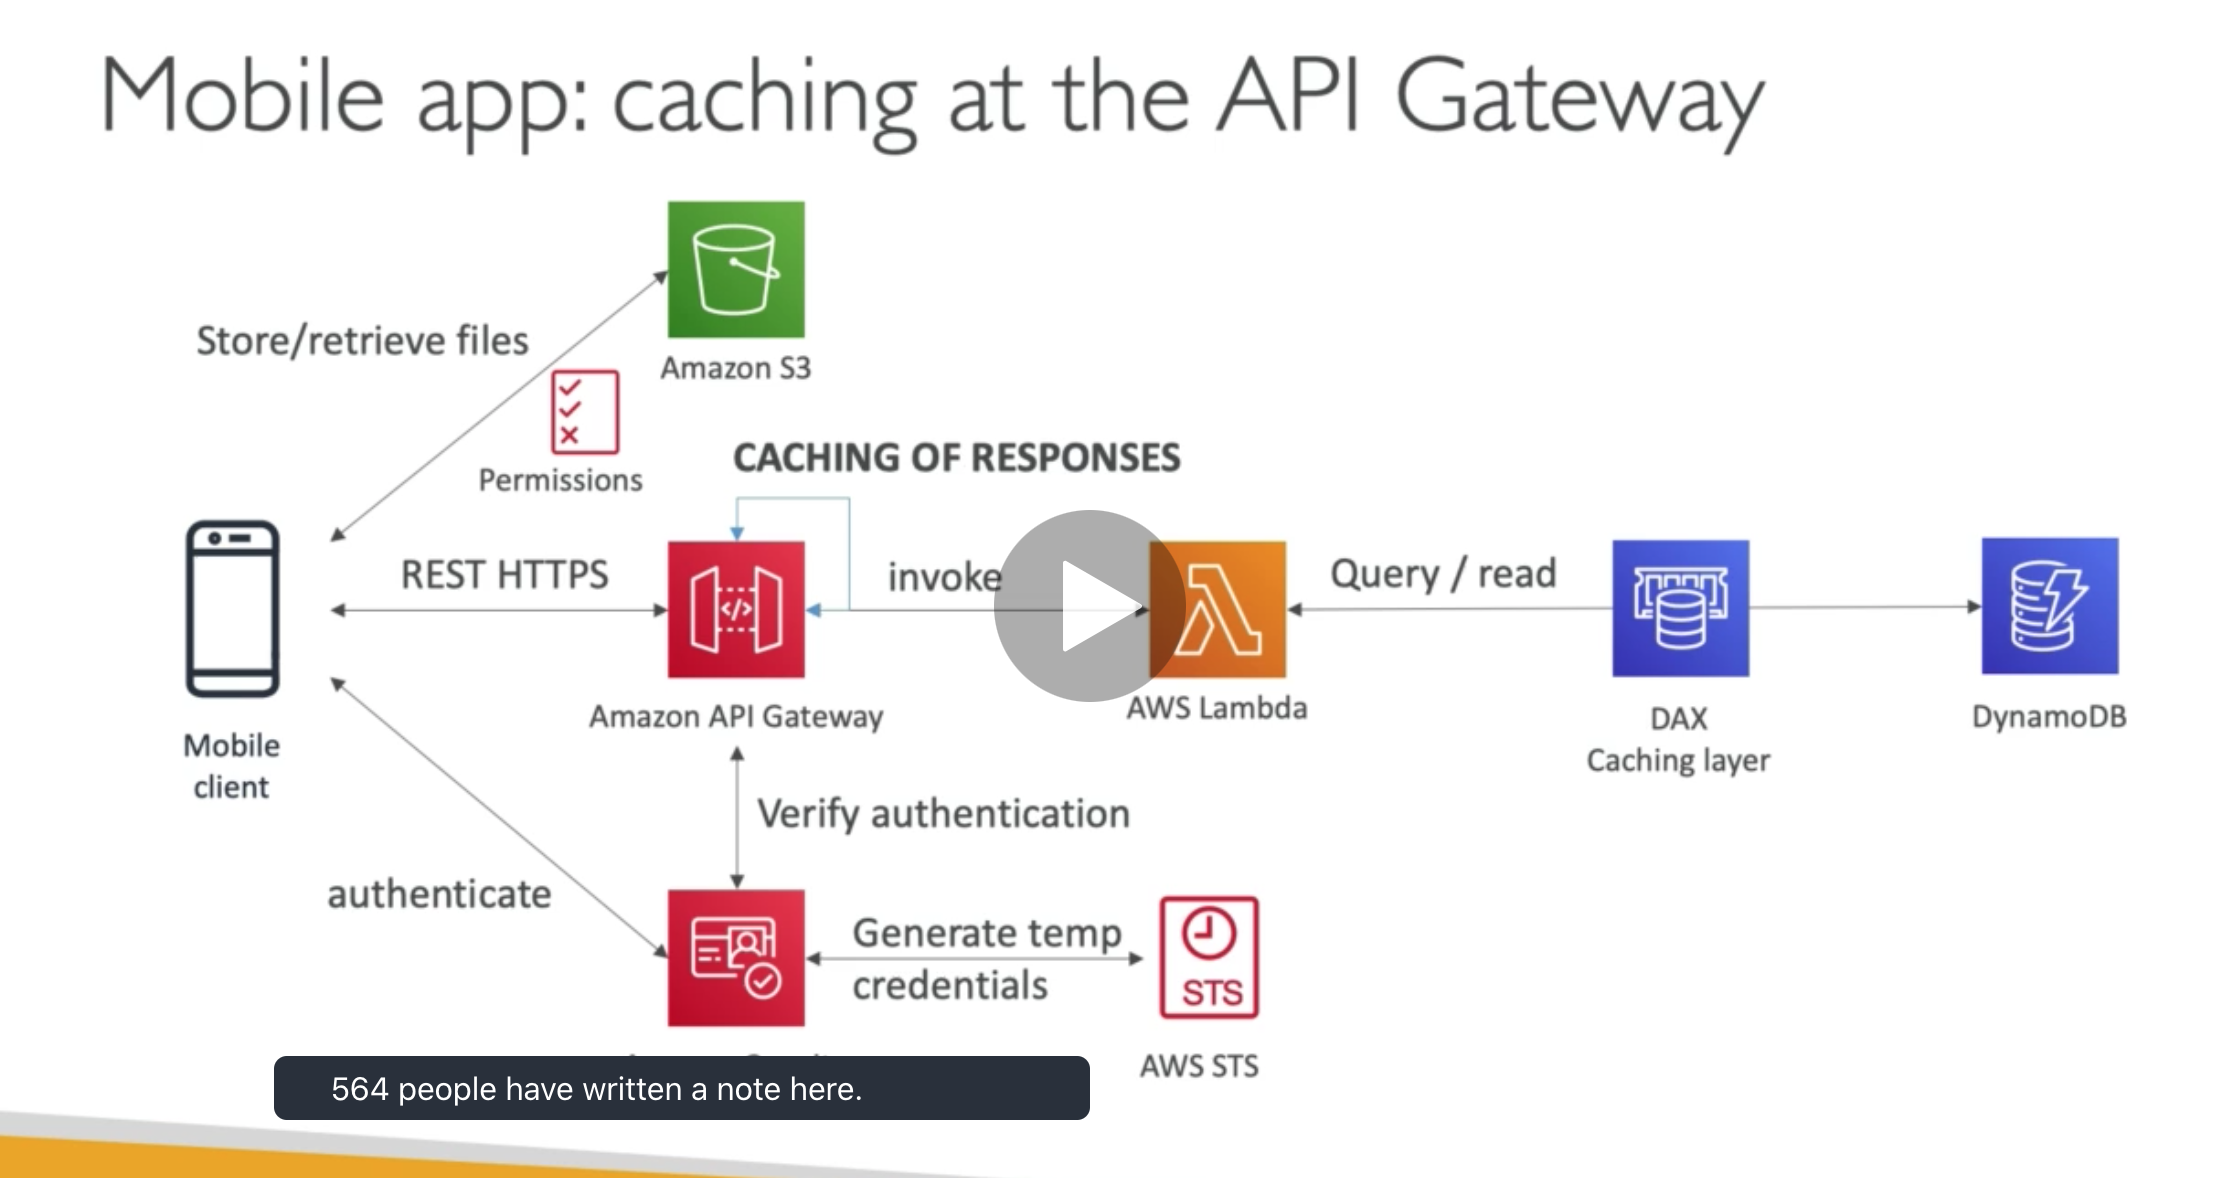 Mobile app: caching at the API Gateway
Store/retrieve files
Amazon S3
Permissions
CACHING OF RESPONSES
REST HTTPS
invoke
Query / read
Mobile
client
Amazon API Gateway
AWS Lambda
DAX
Caching layer
DynamoDB
Verify authentication
authenticate
Generate temp
credentials
STS
AWS STS
564 people have written a note here.